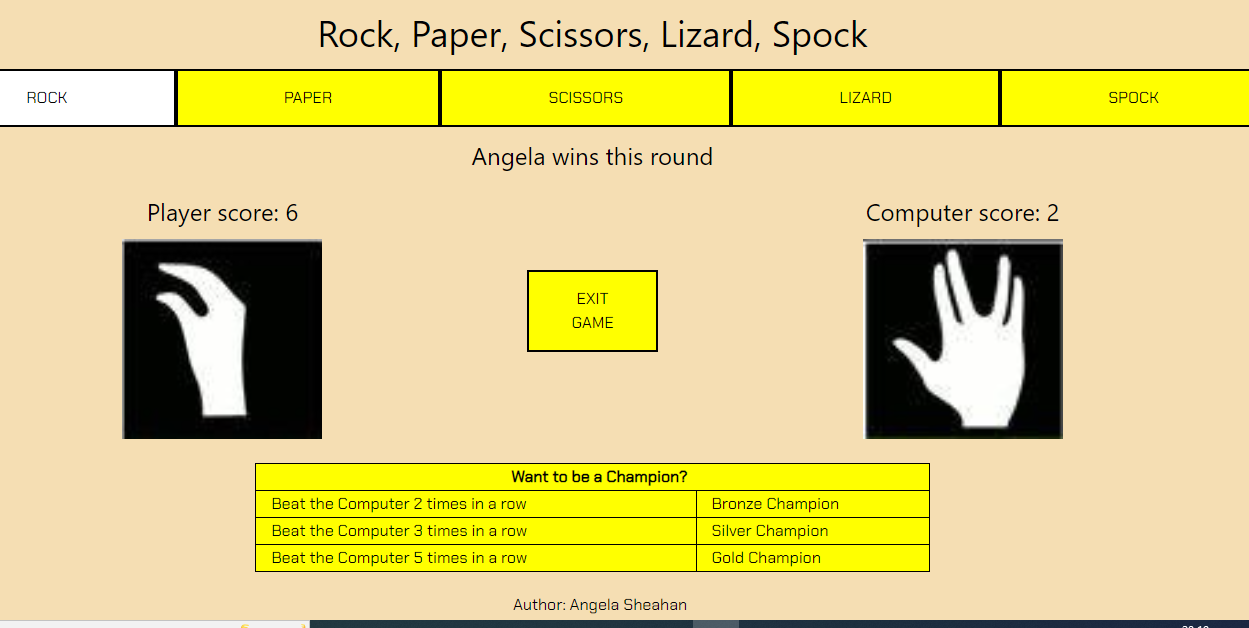 Rock, Paper, Scissors, Lizard, Spock
ROCK PAPER SCISSORS LIZARD SPOCK
Angela wins this round
Player score: 6 Computer score: 2
EXIT
GAME
Want to be a Champion?
Beat the Computer 2 times in a row Bronze Champion
Beat the Computer 3 times in a row Silver Champion
Beat the Computer 5 times in a row Gold Champion
Author: Angela Sheahan